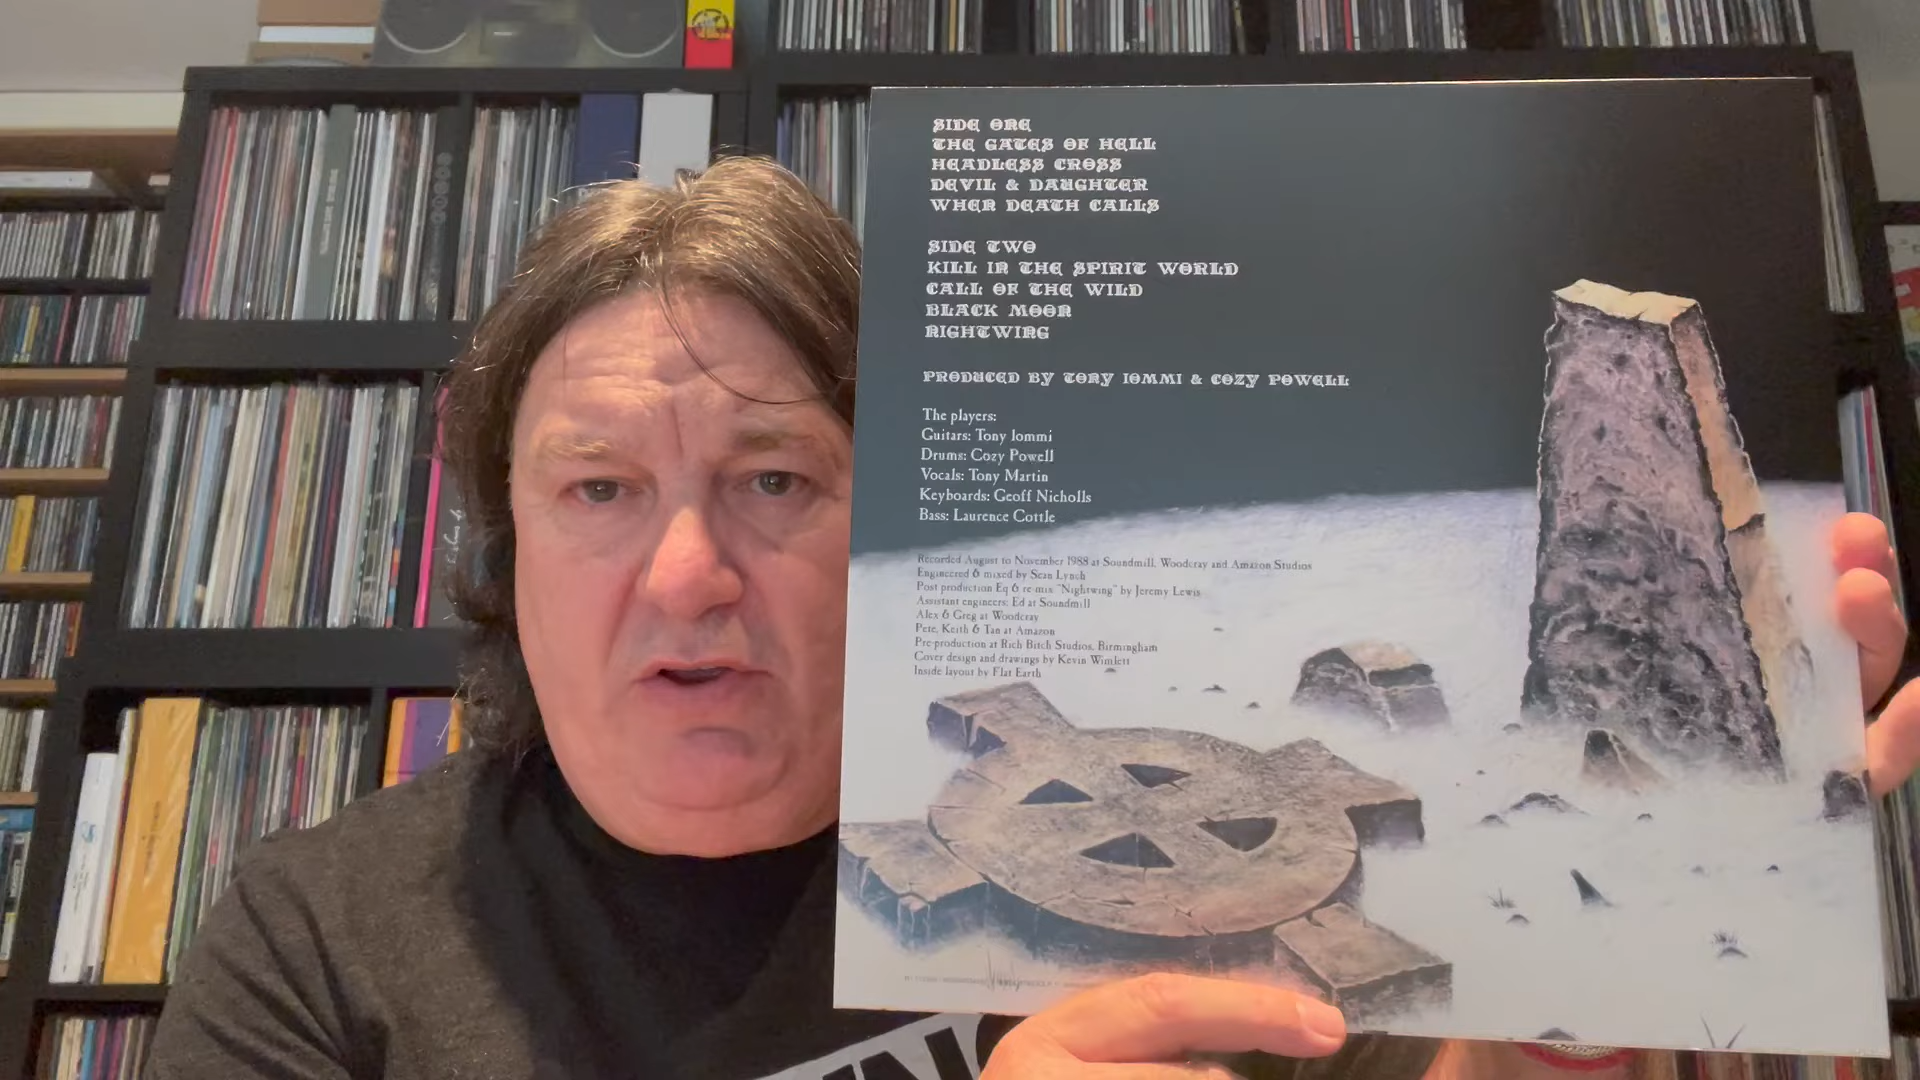 SIDE ONE
THE GATES OF HELL
HEADLESS CROSS
DEVIL & DAUGHTER
WHEN DEATH CALLS
SIDE TWO
KILL IN THE SPIRIT WORLD
CALL OF THE WILD
BLACK MOON
NIGHTWING
PRODUCED BY TONY IOMMI & COZY POWELL
The players:
Guitars: Tony Iommi
Drums: Cozy Powell
Vocals: Tony Martin
Keyboards: Geoff Nicholls
Bass: Laurence Cottle
Recorded August to November 1988 at Soundmill, Woodcray and Amazon Studios
Engineered & mixed by Sean Lynch
Post production Eq & re-mix "Nightwing" by Jeremy Lewis
Assistant engineers: Ed at Soundmill
Alex & Greg at Woodcray
Pete, Keith & Tan at Amazon
Pre-production at Rich Bitch Studios, Birmingham
Cover design and drawings by Kevin Wimlett
Inside layout by Flat Earth